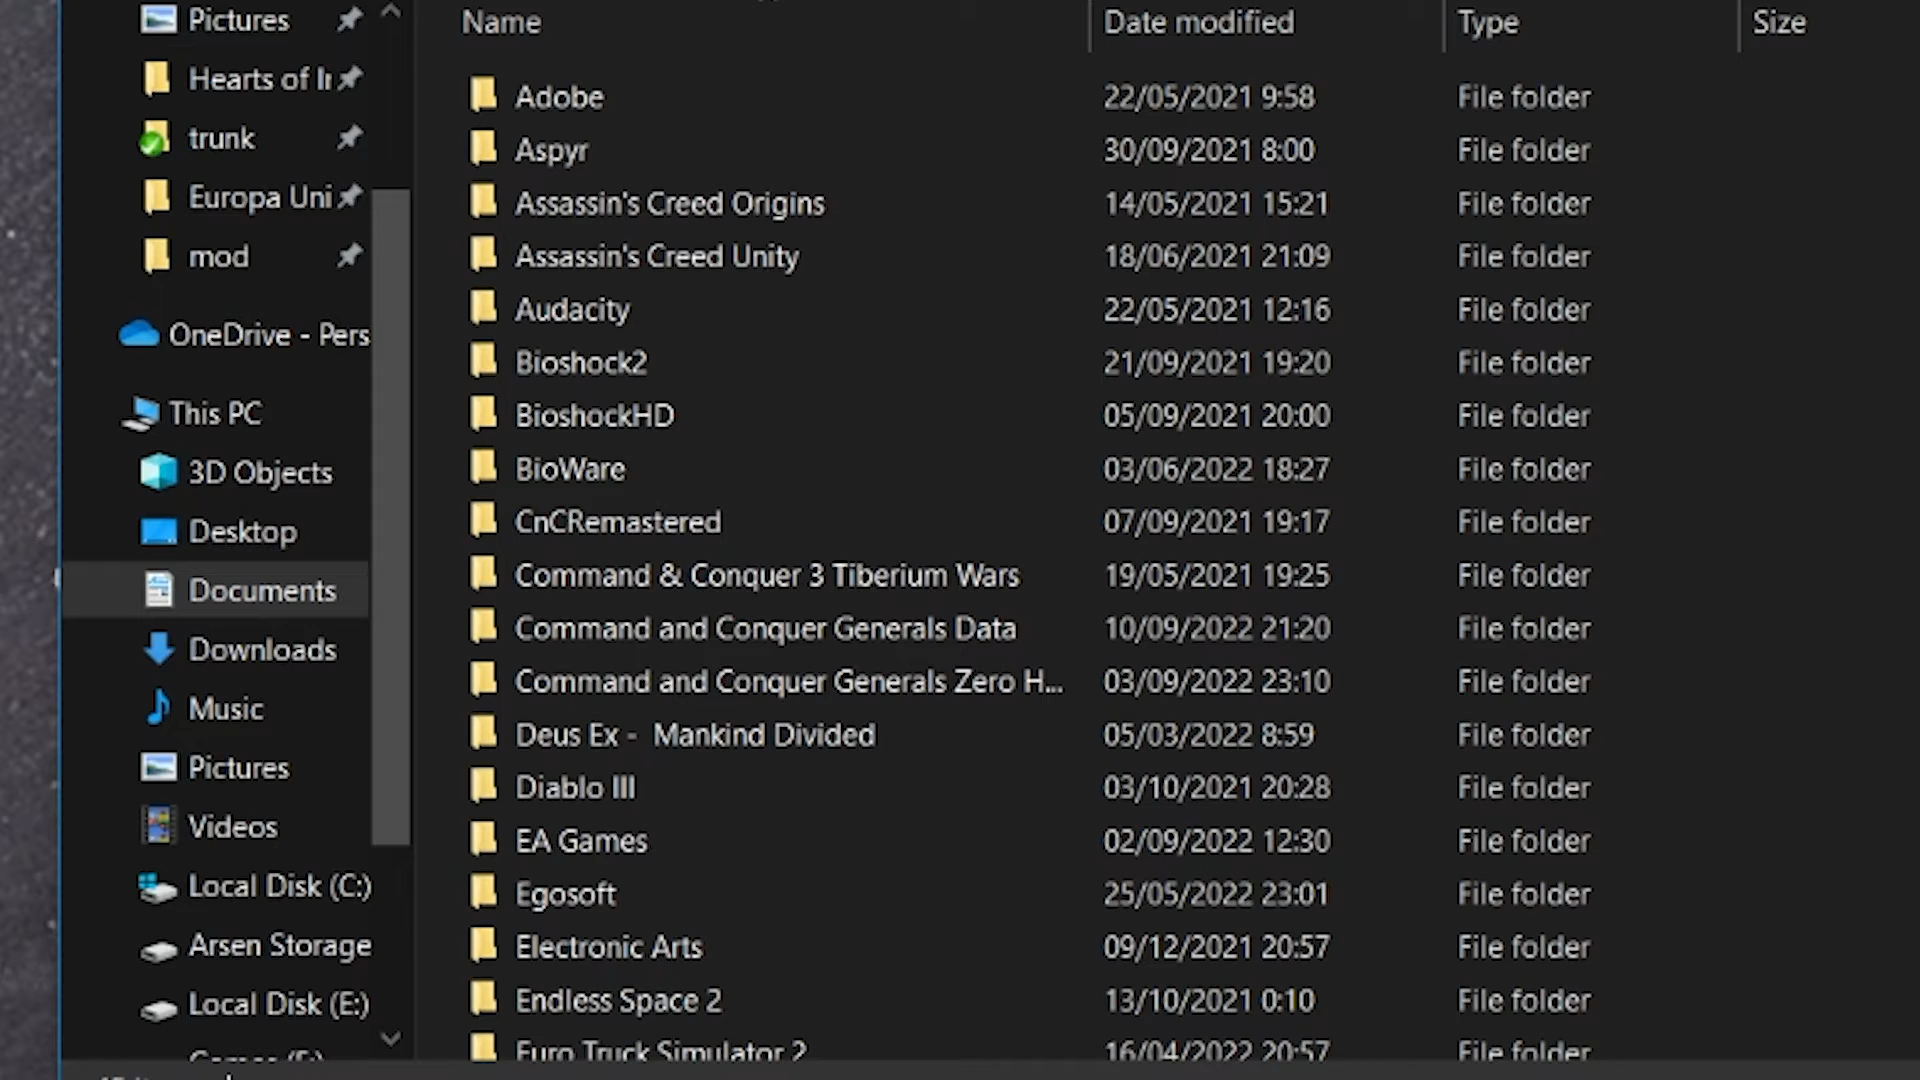 Pictures
Hearts of Ir
trunk
Europa Uni
mod
OneDrive - Pers
This PC
3D Objects
Desktop
Documents
Downloads
Music
Pictures
Videos
Local Disk (C:)
Arsen Storage
Local Disk (E:)
Name Date modified Type Size
Adobe 22/05/2021 9:58 File folder
Aspyr 30/09/2021 8:00 File folder
Assassin's Creed Origins 14/05/2021 15:21 File folder
Assassin's Creed Unity 18/06/2021 21:09 File folder
Audacity 22/05/2021 12:16 File folder
Bioshock2 21/09/2021 19:20 File folder
BioshockHD 05/09/2021 20:00 File folder
BioWare 03/06/2022 18:27 File folder
CnCRemastered 07/09/2021 19:17 File folder
Command & Conquer 3 Tiberium Wars 19/05/2021 19:25 File folder
Command and Conquer Generals Data 10/09/2022 21:20 File folder
Command and Conquer Generals Zero H... 03/09/2022 23:10 File folder
Deus Ex -  Mankind Divided 05/03/2022 8:59 File folder
Diablo III 03/10/2021 20:28 File folder
EA Games 02/09/2022 12:30 File folder
Egosoft 25/05/2022 23:01 File folder
Electronic Arts 09/12/2021 20:57 File folder
Endless Space 2 13/10/2021 0:10 File folder
Euro Truck Simulator 2 16/04/2022 20:57 File folder